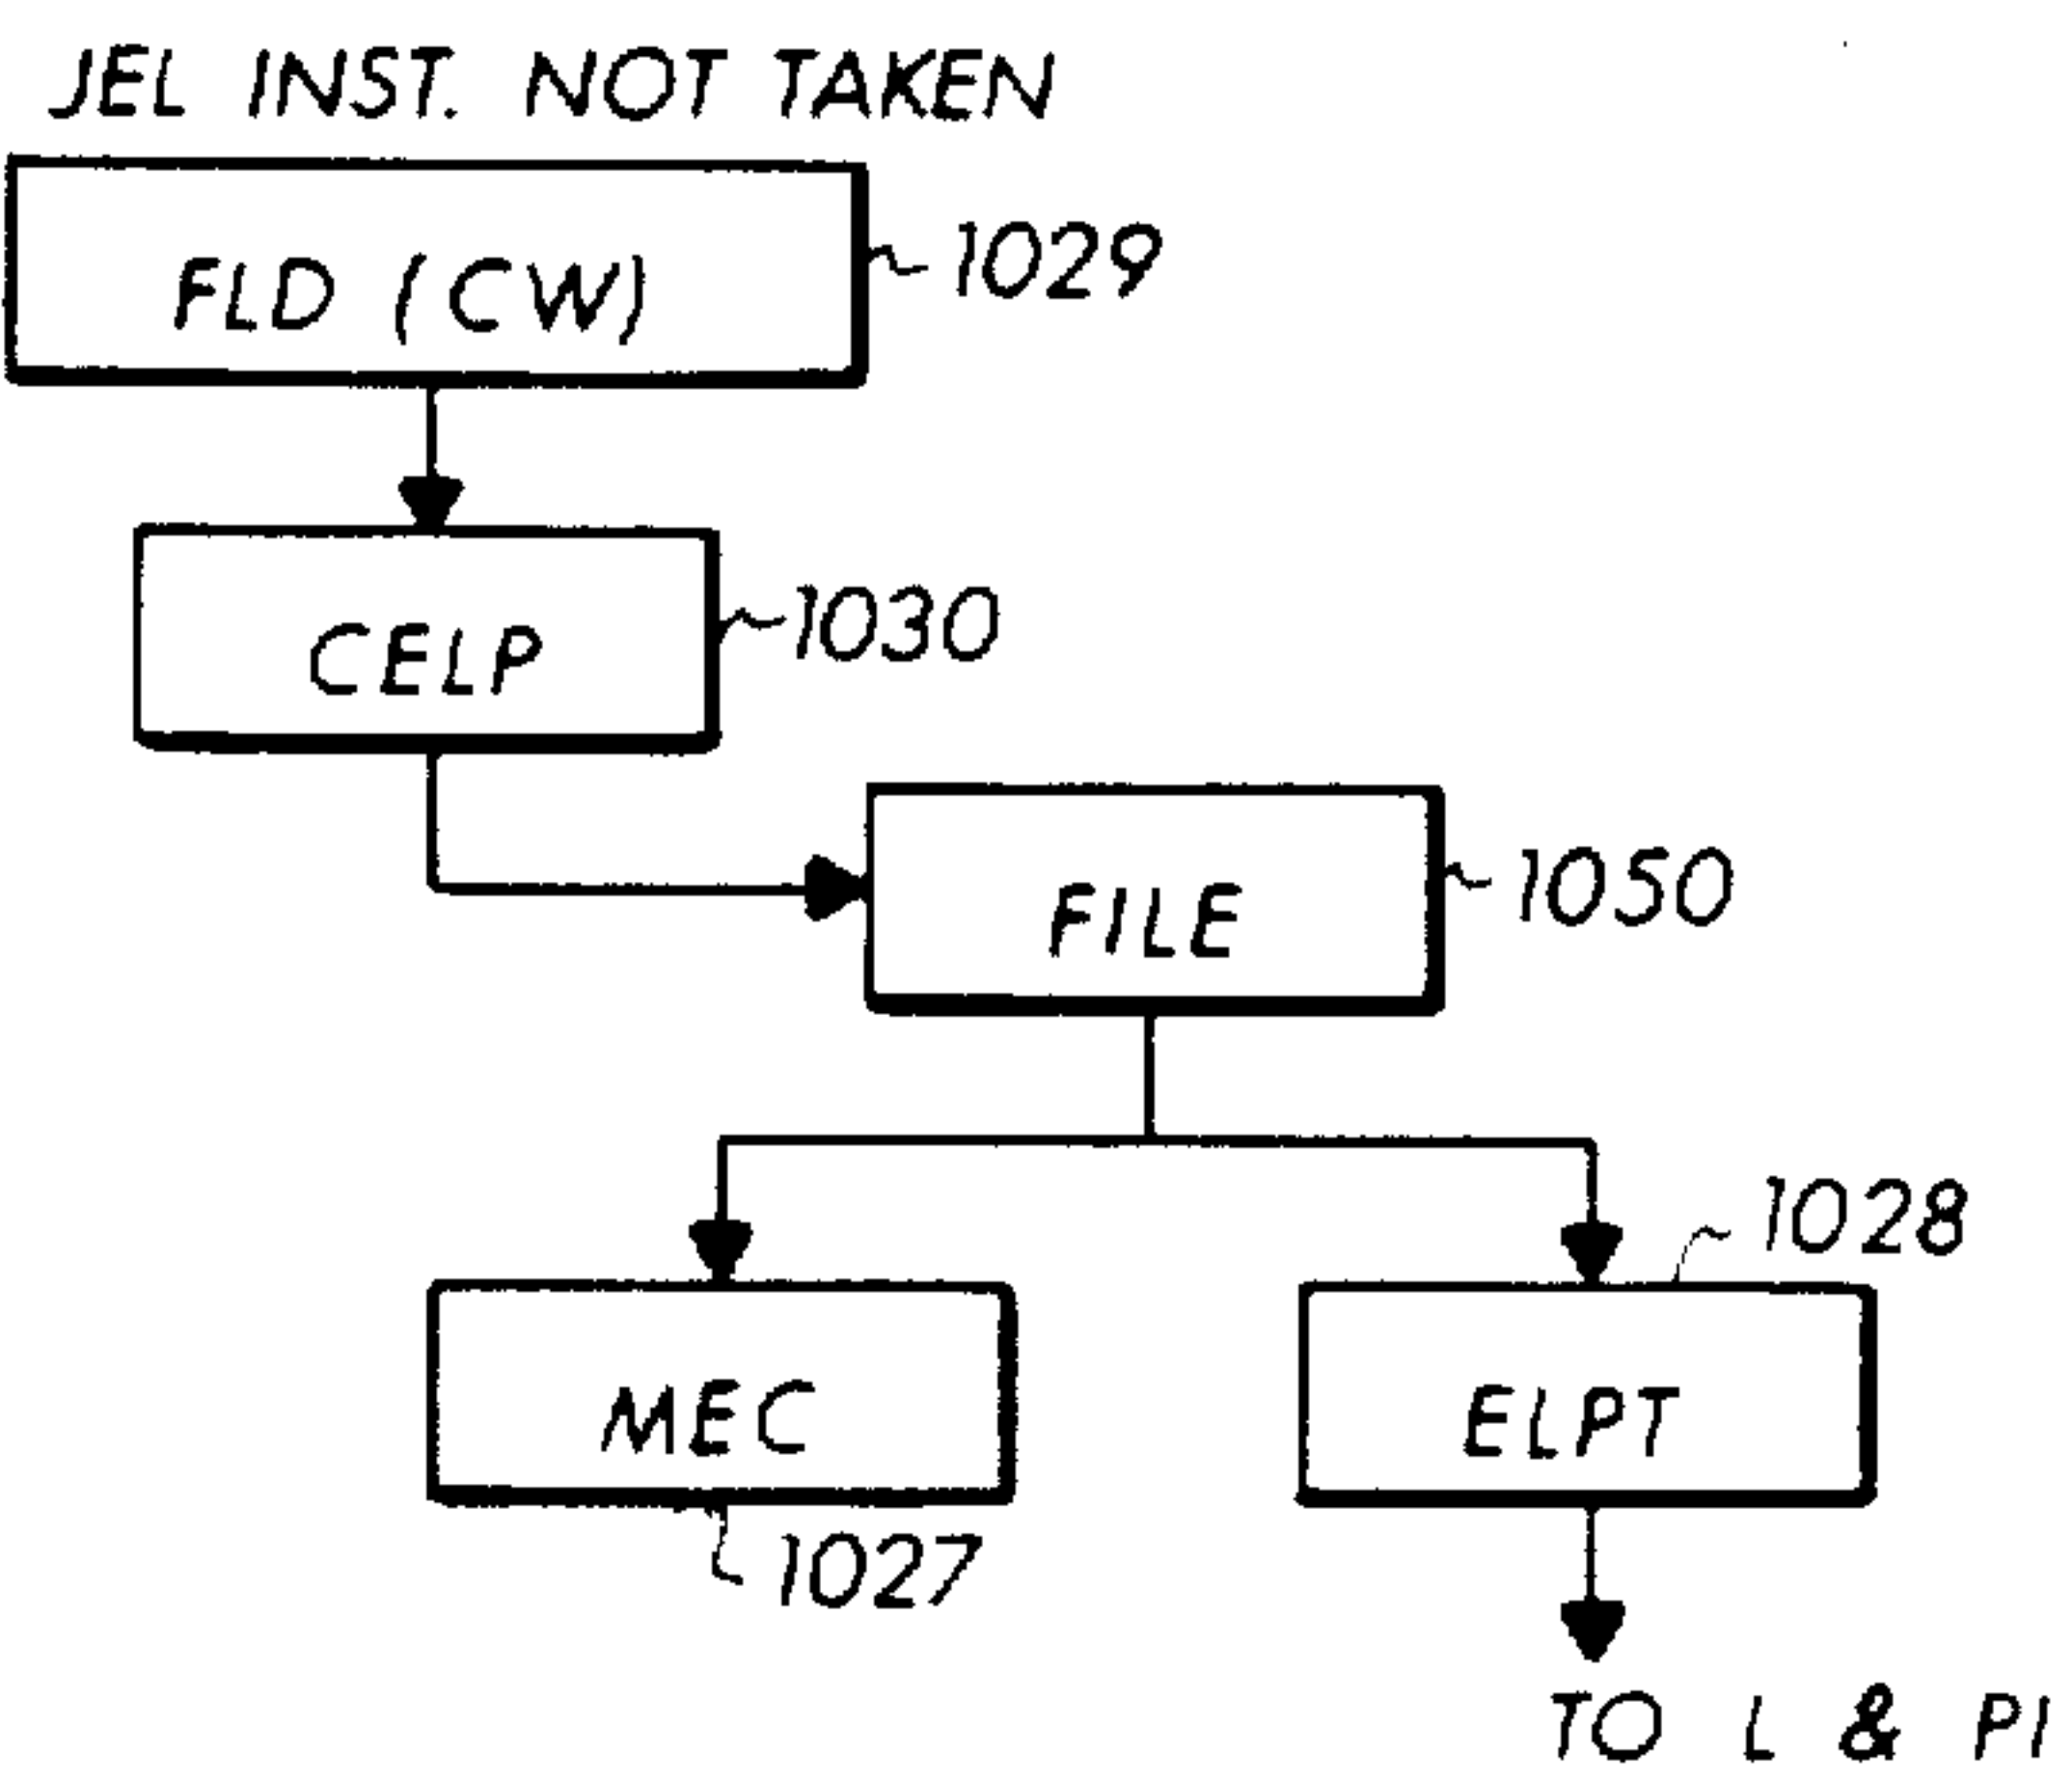 JEL INST. NOT TAKEN
FLD (CW)
1029
CELP
1030
FILE
1050
1028
MEC
ELPT
1027
TO L & PI